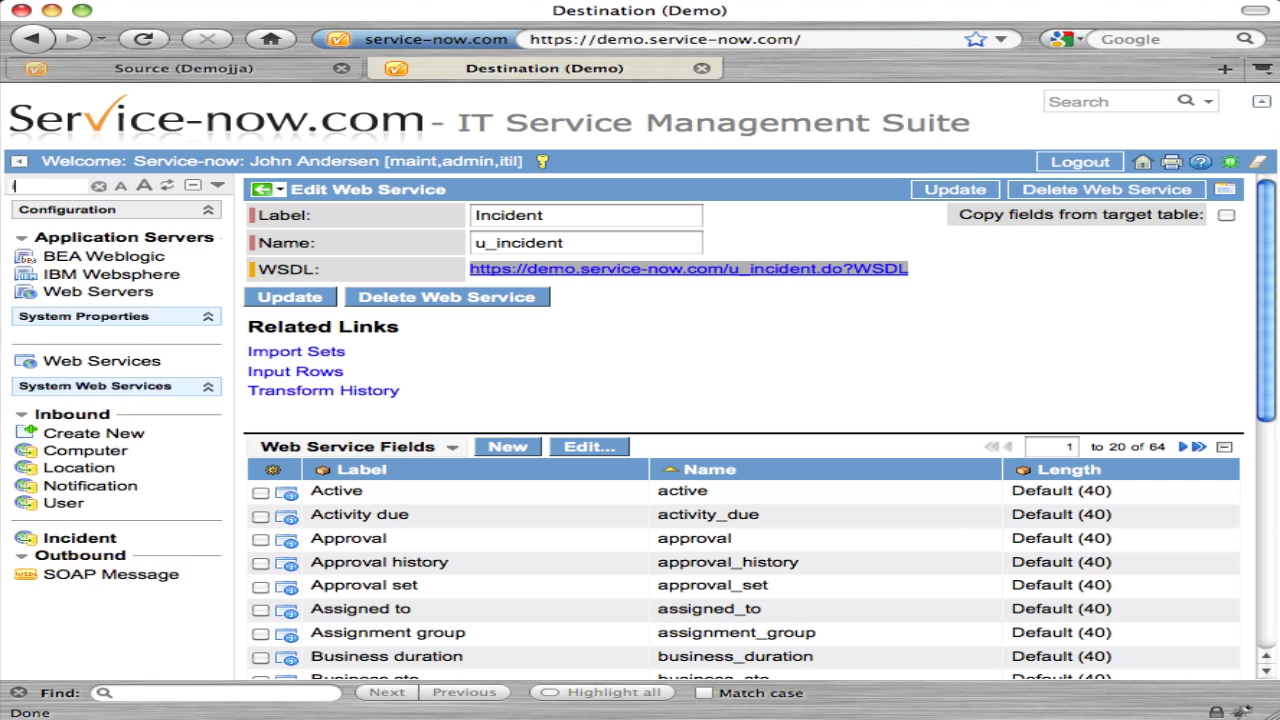 Destination (Demo)
service-now.com https://demo.service-now.com/ Google
Source (Demojja) Destination (Demo)
Search
Service-now.com - IT Service Management Suite
Welcome: Service-now: John Andersen [maint,admin,itil] Logout
A A
Configuration
Application Servers
BEA Weblogic
IBM Websphere
Web Servers
System Properties
Web Services
System Web Services
Inbound
Create New
Computer
Location
Notification
User
Incident
Outbound
SOAP Message
Edit Web Service Update Delete Web Service
Label: Incident Copy fields from target table:
Name: u_incident
WSDL: https://demo.service-now.com/u_incident.do?WSDL
Update Delete Web Service
Related Links
Import Sets
Input Rows
Transform History
Web Service Fields New Edit... 1 to 20 of 64
Label Name Length
Active active Default (40)
Activity due activity_due Default (40)
Approval approval Default (40)
Approval history approval_history Default (40)
Approval set approval_set Default (40)
Assigned to assigned_to Default (40)
Assignment group assignment_group Default (40)
Business duration business_duration Default (40)
Find: Next Previous Highlight all Match case
Done